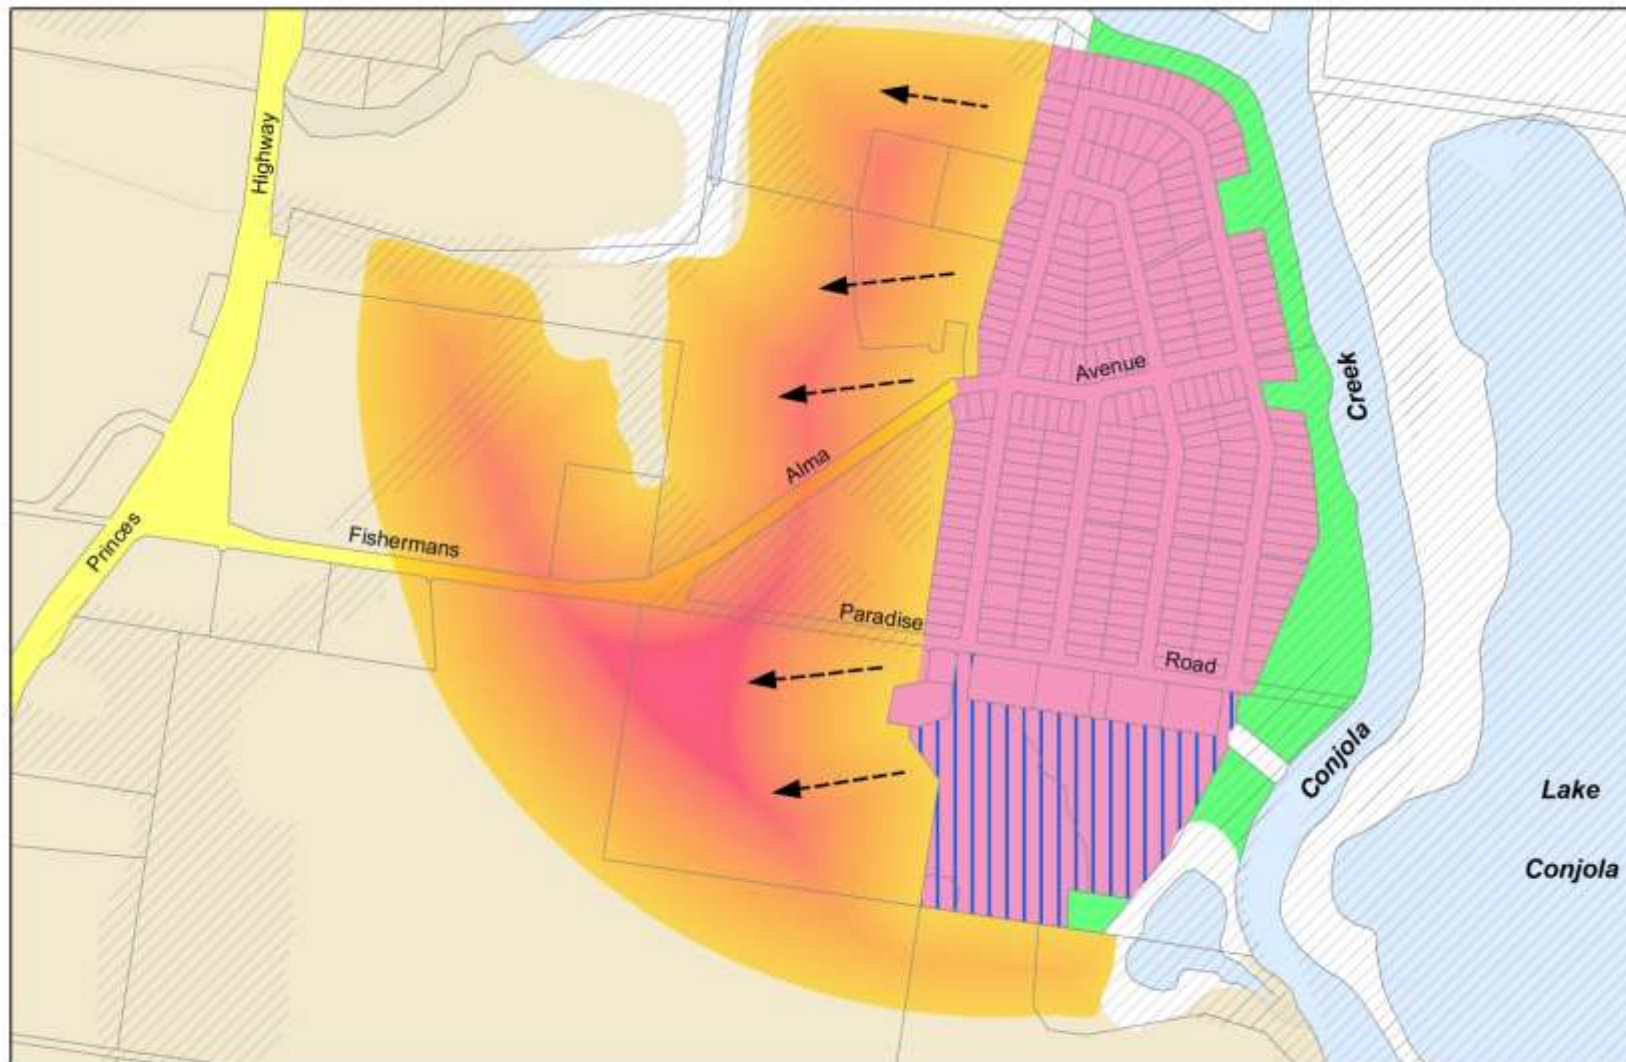 Highway
Princes
Fishermans
Alma
Avenue
Paradise
Road
Creek
Conjola
Lake
Conjola